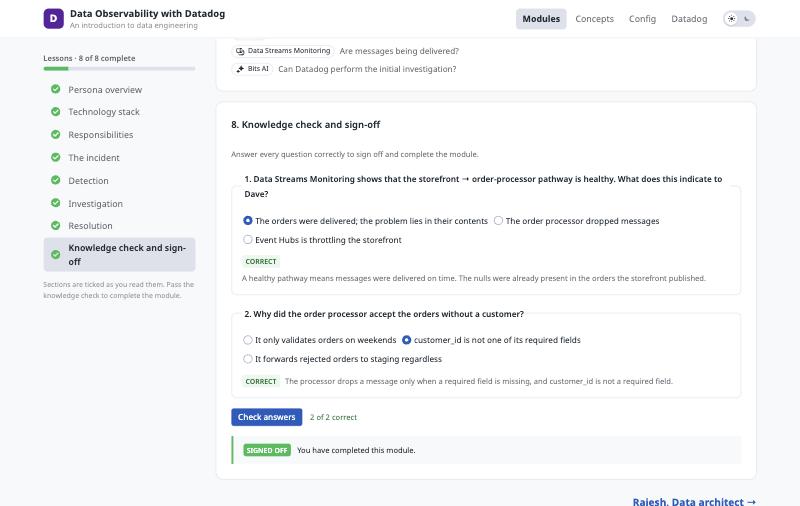 D
Data Observability with Datadog
An introduction to data engineering
Modules
Concepts
Config
Datadog
Lessons · 8 of 8 complete
Persona overview
Technology stack
Responsibilities
The incident
Detection
Investigation
Resolution
Knowledge check and sign-
off
Sections are ticked as you read them. Pass the
knowledge check to complete the module.
Data Streams Monitoring Are messages being delivered?
Bits AI Can Datadog perform the initial investigation?
8. Knowledge check and sign-off
Answer every question correctly to sign off and complete the module.
1. Data Streams Monitoring shows that the storefront → order-processor pathway is healthy. What does this indicate to
Dave?
The orders were delivered; the problem lies in their contents The order processor dropped messages
Event Hubs is throttling the storefront
CORRECT
A healthy pathway means messages were delivered on time. The nulls were already present in the orders the storefront published.
2. Why did the order processor accept the orders without a customer?
It only validates orders on weekends customer_id is not one of its required fields
It forwards rejected orders to staging regardless
CORRECT The processor drops a message only when a required field is missing, and customer_id is not a required field.
Check answers 2 of 2 correct
SIGNED OFF You have completed this module.
Rajesh, Data architect →